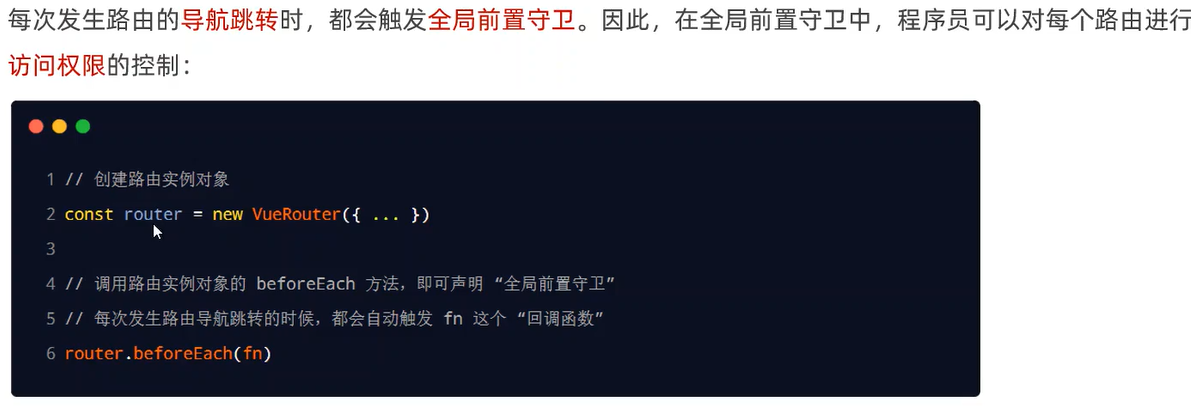 每次发生路由的导航跳转时，都会触发全局前置守卫。因此，在全局前置守卫中，程序员可以对每个路由进行
访问权限的控制：
1 // 创建路由实例对象
2 const router = new VueRouter({ ... })
3
4 // 调用路由实例对象的 beforeEach 方法，即可声明 “全局前置守卫”
5 // 每次发生路由导航跳转的时候，都会自动触发 fn 这个 “回调函数”
6 router.beforeEach(fn)